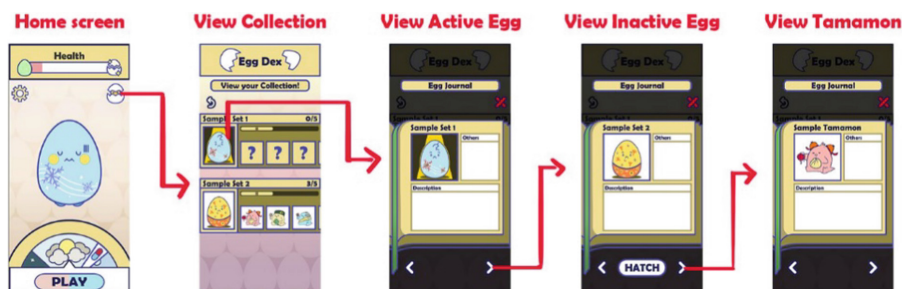 Home screen
View Collection
View Active Egg
View Inactive Egg
View Tamamon
Health
PLAY
Egg Dex
View your Collection!
Sample Set 1 0/3
? ? ?
Sample Set 2 3/3
Egg Dex
Egg Journal
Sample Set 1
Others
Description
Egg Dex
Egg Journal
Sample Set 2
Others
Description
HATCH
Egg Dex
Egg Journal
Sample Tamamon
Others
Description